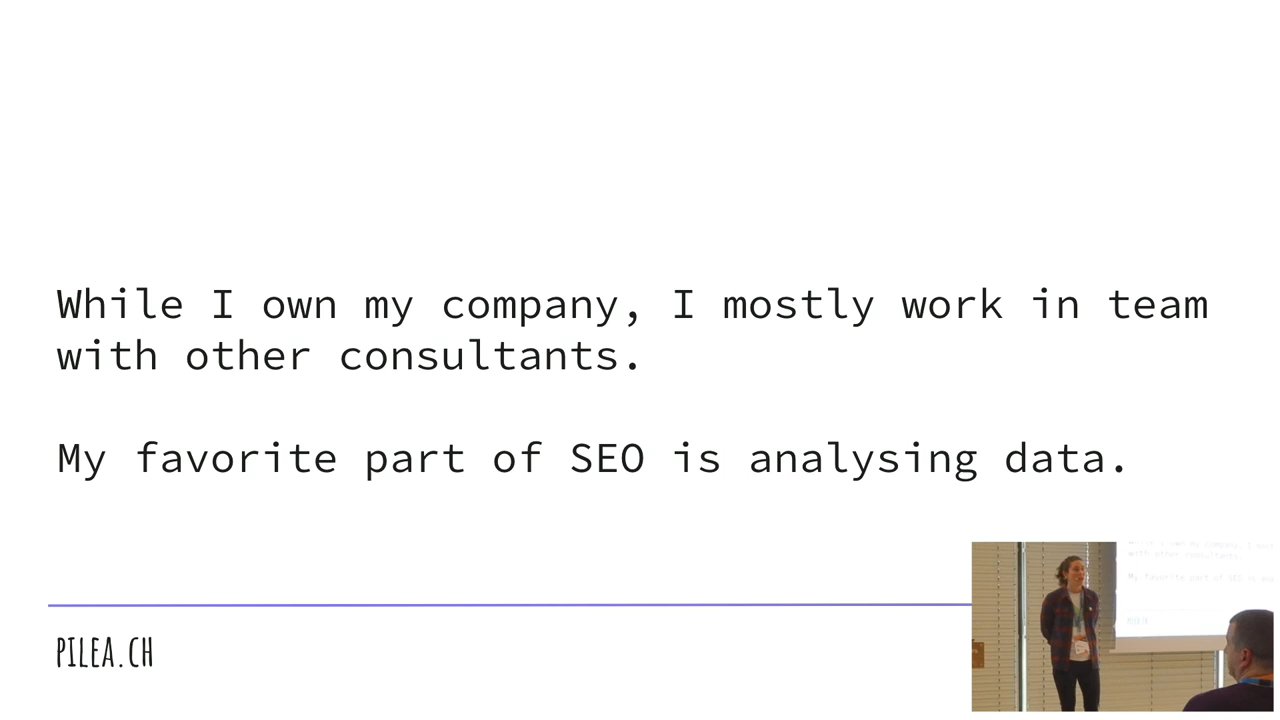 While I own my company, I mostly work in team
with other consultants.
My favorite part of SEO is analysing data.
PILEA.CH